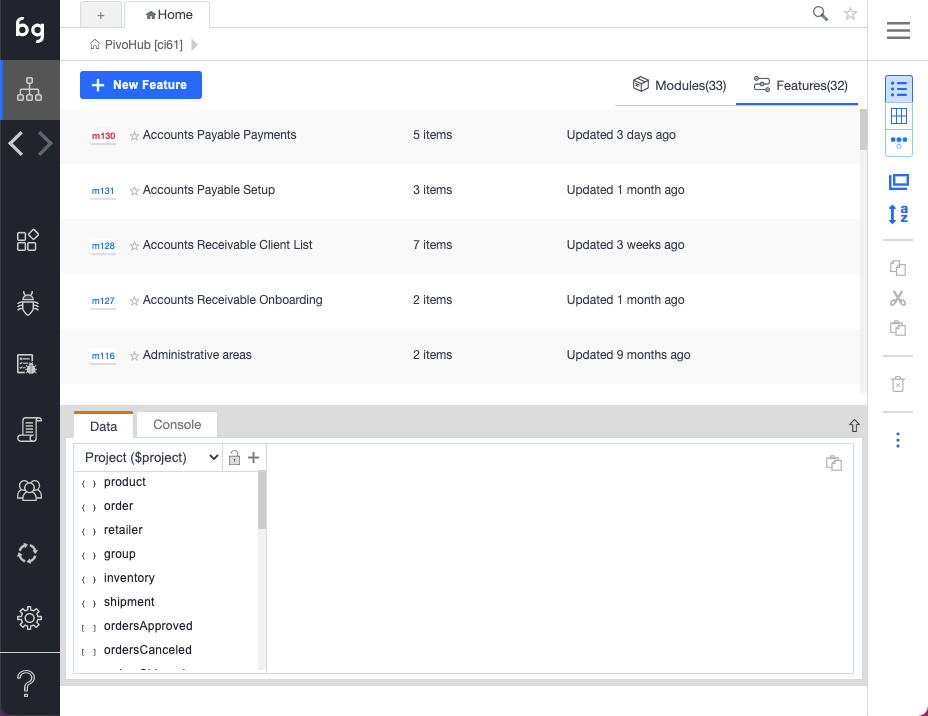 bg
+
Home
PivoHub [ci61]
+ New Feature
Modules(33)
Features(32)
m130 Accounts Payable Payments 5 items Updated 3 days ago
m131 Accounts Payable Setup 3 items Updated 1 month ago
m128 Accounts Receivable Client List 7 items Updated 3 weeks ago
m127 Accounts Receivable Onboarding 2 items Updated 1 month ago
m116 Administrative areas 2 items Updated 9 months ago
a
z
Data
Console
Project ($project)
+
{ } product
{ } order
{ } retailer
{ } group
{ } inventory
{ } shipment
[ ] ordersApproved
[ ] ordersCanceled
?